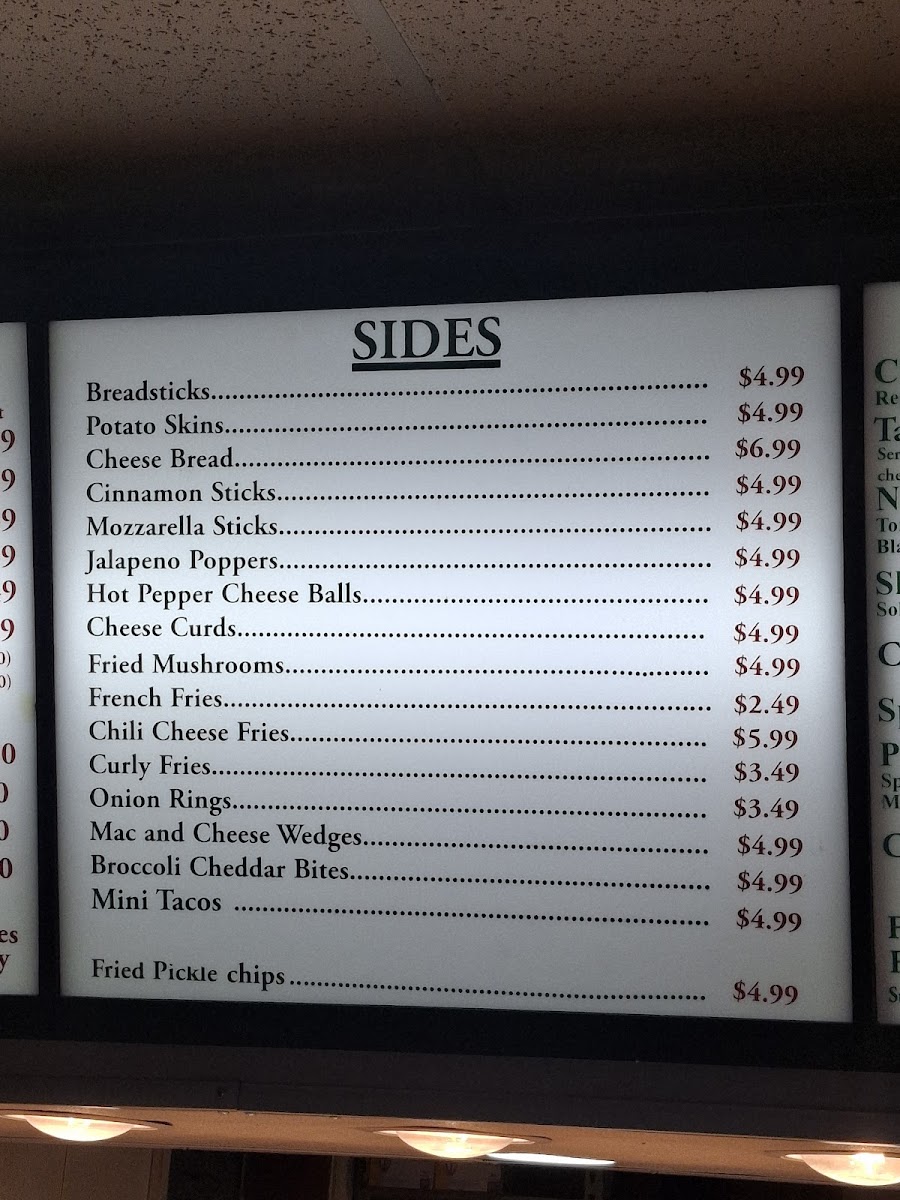 SIDES
Breadsticks........ $4.99
Potato Skins........ $4.99
Cheese Bread........ $6.99
Cinnamon Sticks........ $4.99
Mozzarella Sticks........ $4.99
Jalapeno Poppers........ $4.99
Hot Pepper Cheese Balls........ $4.99
Cheese Curds........ $4.99
Fried Mushrooms........ $4.99
French Fries........ $2.49
Chili Cheese Fries........ $5.99
Curly Fries........ $3.49
Onion Rings........ $3.49
Mac and Cheese Wedges........ $4.99
Broccoli Cheddar Bites........ $4.99
Mini Tacos ........ $4.99
Fried Pickle chips........ $4.99